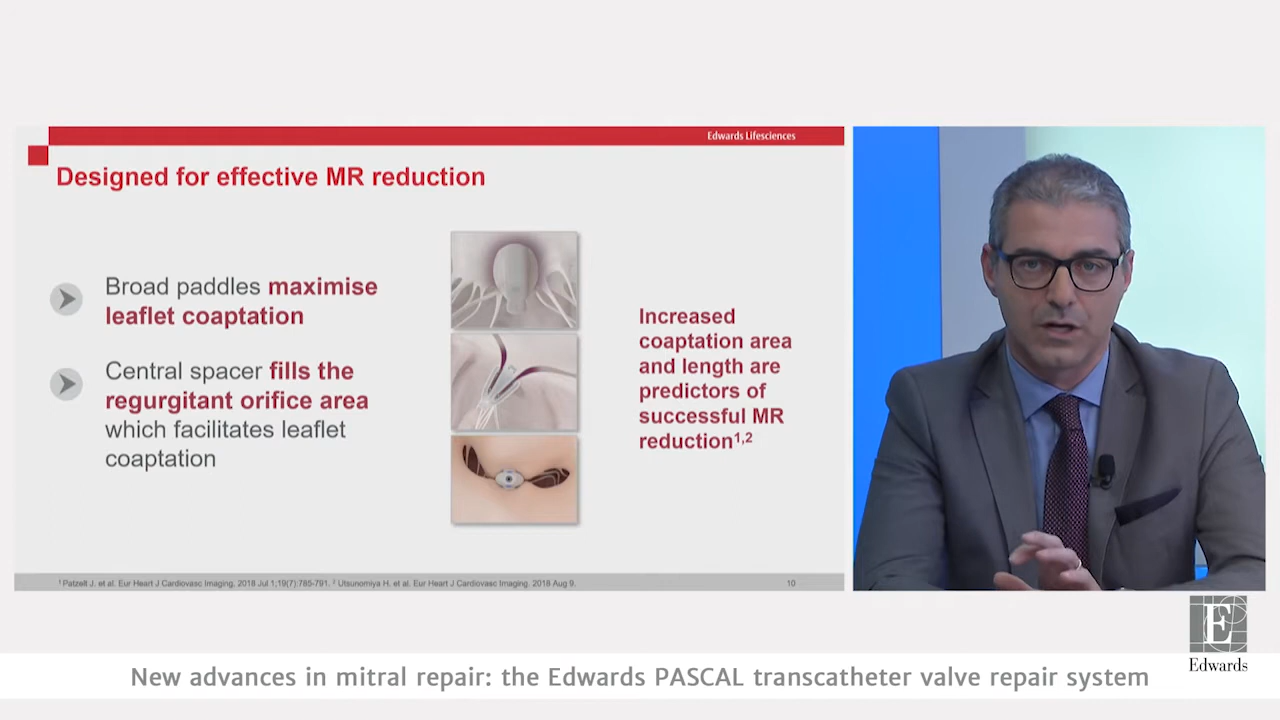 Edwards Lifesciences
Designed for effective MR reduction
Broad paddles maximise
leaflet coaptation
Central spacer fills the
regurgitant orifice area
which facilitates leaflet
coaptation
Increased
coaptation area
and length are
predictors of
successful MR
reduction1,2
1 Patzelt J. et al. Eur Heart J Cardiovasc Imaging. 2018 Jul 1;19(7):785-791. 2 Utsunomiya H. et al. Eur Heart J Cardiovasc Imaging. 2018 Aug 9.
10
E
Edwards
New advances in mitral repair: the Edwards PASCAL transcatheter valve repair system